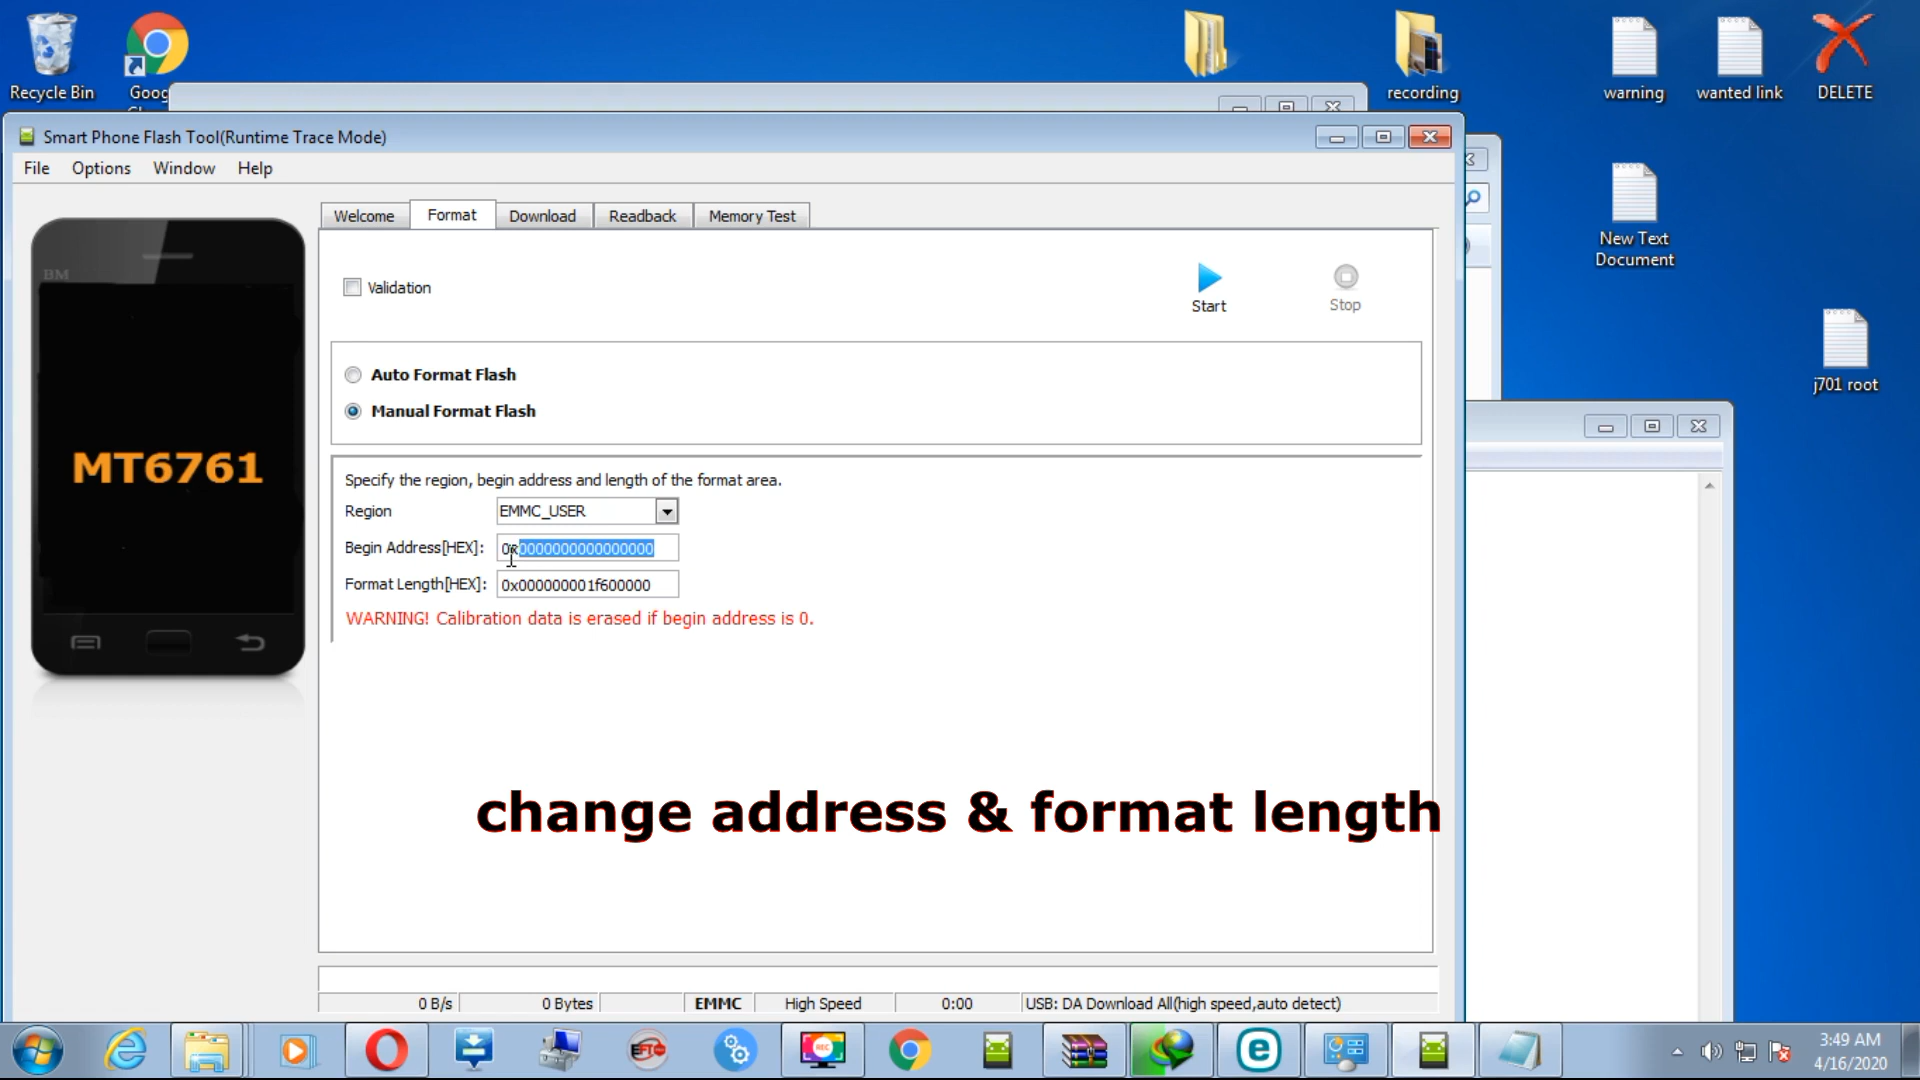 Recycle Bin
Goog
recording
warning
wanted link
DELETE
Smart Phone Flash Tool(Runtime Trace Mode)
File Options Window Help
Welcome Format Download Readback Memory Test
New Text
Document
BM
Validation
Start
Stop
j701 root
Auto Format Flash
Manual Format Flash
MT6761
Specify the region, begin address and length of the format area.
Region EMMC_USER
Begin Address[HEX]: 0x0000000000000000
Format Length[HEX]: 0x000000001f600000
WARNING! Calibration data is erased if begin address is 0.
change address & format length
0 B/s 0 Bytes EMMC High Speed 0:00 USB: DA Download All(high speed,auto detect)
REC
EFT
3:49 AM
4/16/2020